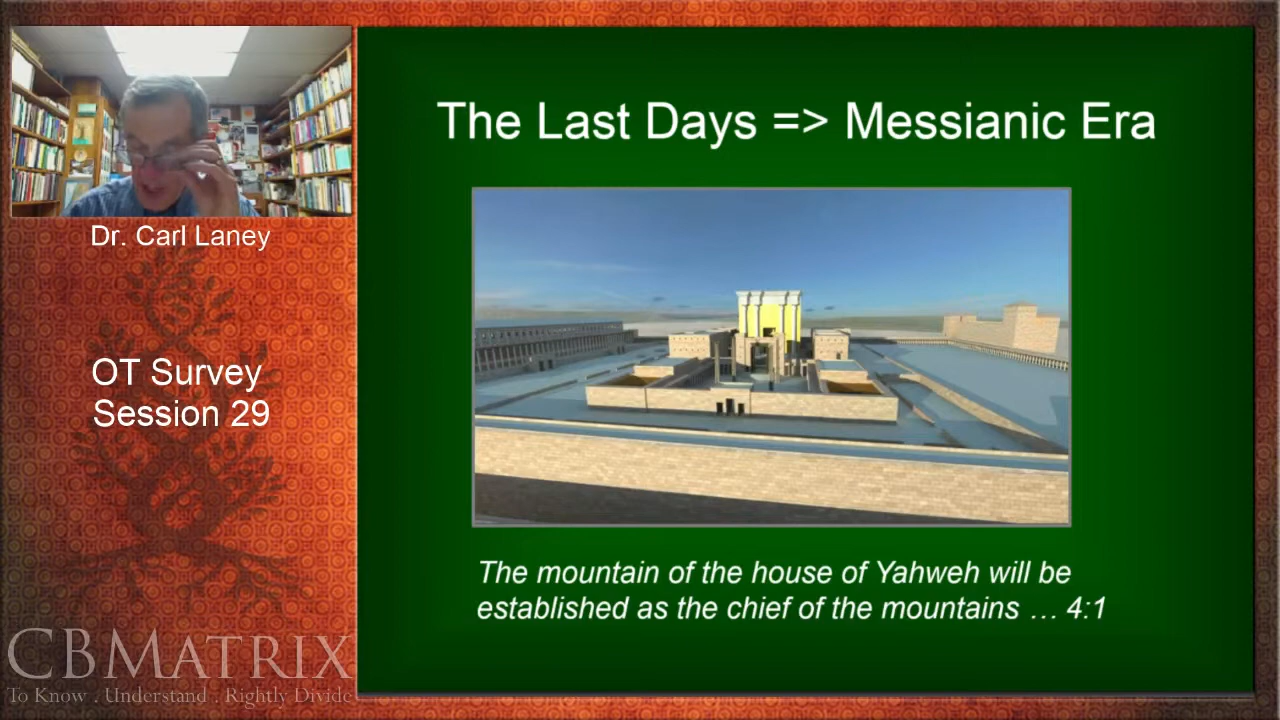 Dr. Carl Laney
OT Survey
Session 29
CBMATRIX
To Know . Understand . Rightly Divide
The Last Days => Messianic Era
The mountain of the house of Yahweh will be
established as the chief of the mountains … 4:1